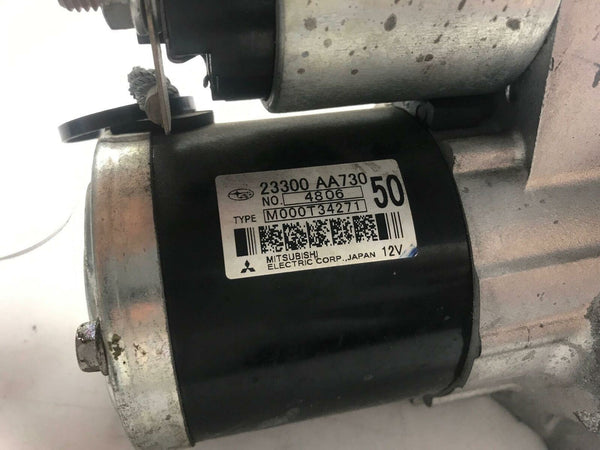 23300 AA730
NO. 4806
50
TYPE M000T34271
MITSUBISHI
ELECTRIC CORP., JAPAN 12V